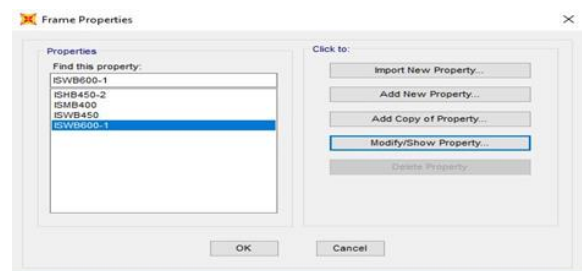 Frame Properties
Properties
Find this property:
ISWB600-1
ISHB450-2
ISMB400
ISWB450
ISWB600-1
Click to:
Import New Property...
Add New Property...
Add Copy of Property...
Modify/Show Property...
Delete Property
OK
Cancel